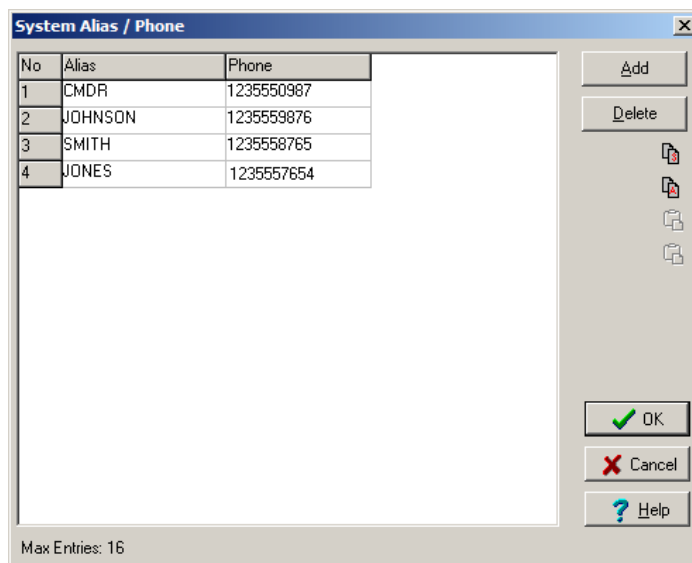 System Alias / Phone
No Alias Phone
1 CMDR 1235550987
2 JOHNSON 1235559876
3 SMITH 1235558765
4 JONES 1235557654
Add
Delete
OK
Cancel
? Help
Max Entries: 16